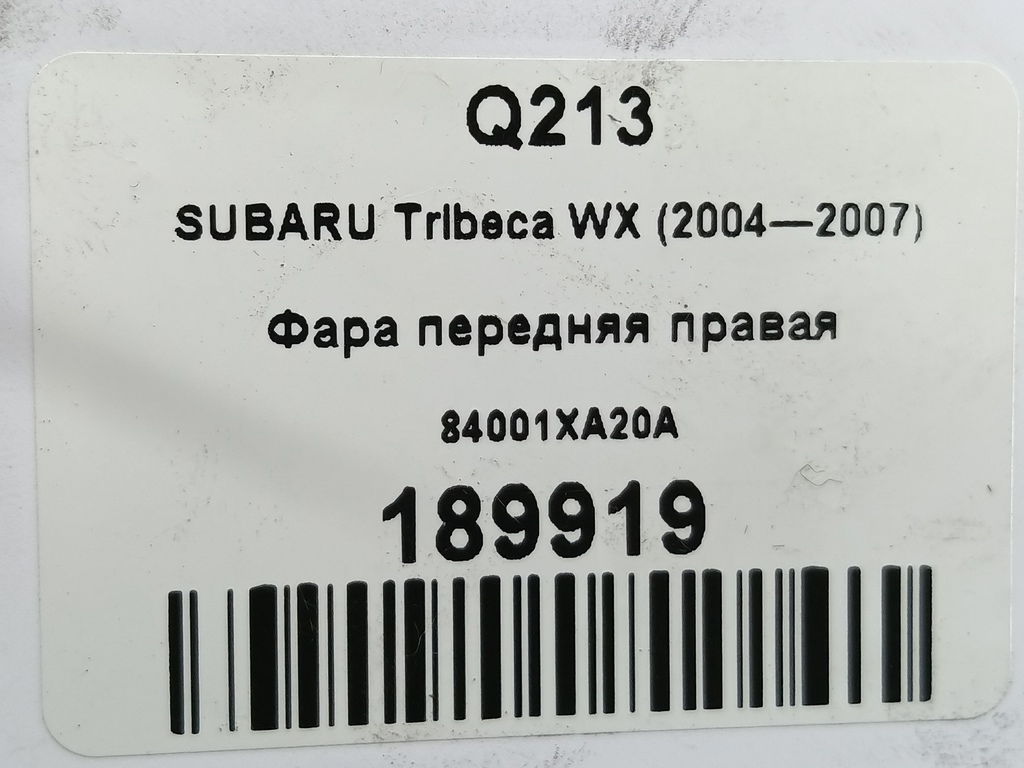 Q213
SUBARU Tribeca WX (2004—2007)
Фара передняя правая
84001XA20A
189919